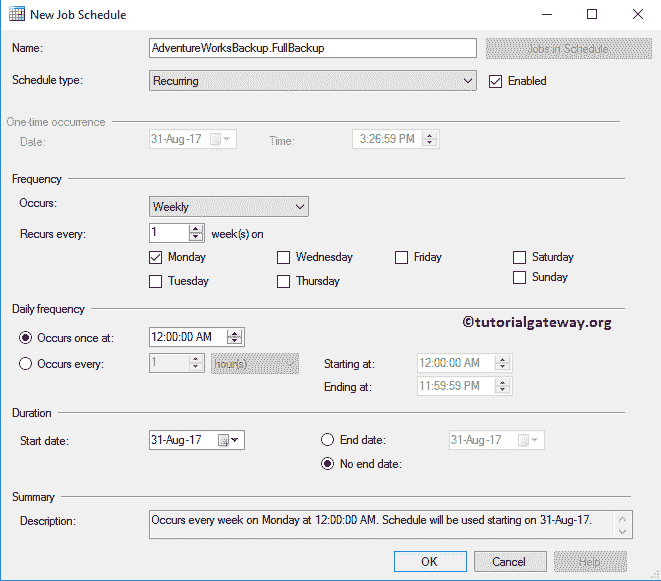 New Job Schedule
Name: AdventureWorksBackup.FullBackup Jobs in Schedule
Schedule type: Recurring Enabled
One-time occurrence
Date: 31-Aug-17 Time: 3:26:59 PM
Frequency
Occurs: Weekly
Recurs every: 1 week(s) on
Monday Wednesday Friday Saturday
Tuesday Thursday Sunday
Daily frequency
©tutorialgateway.org
Occurs once at: 12:00:00 AM
Occurs every: 1 hour(s) Starting at: 12:00:00 AM
Ending at: 11:59:59 PM
Duration
Start date: 31-Aug-17 End date: 31-Aug-17
No end date:
Summary
Description: Occurs every week on Monday at 12:00:00 AM. Schedule will be used starting on 31-Aug-17.
OK Cancel Help